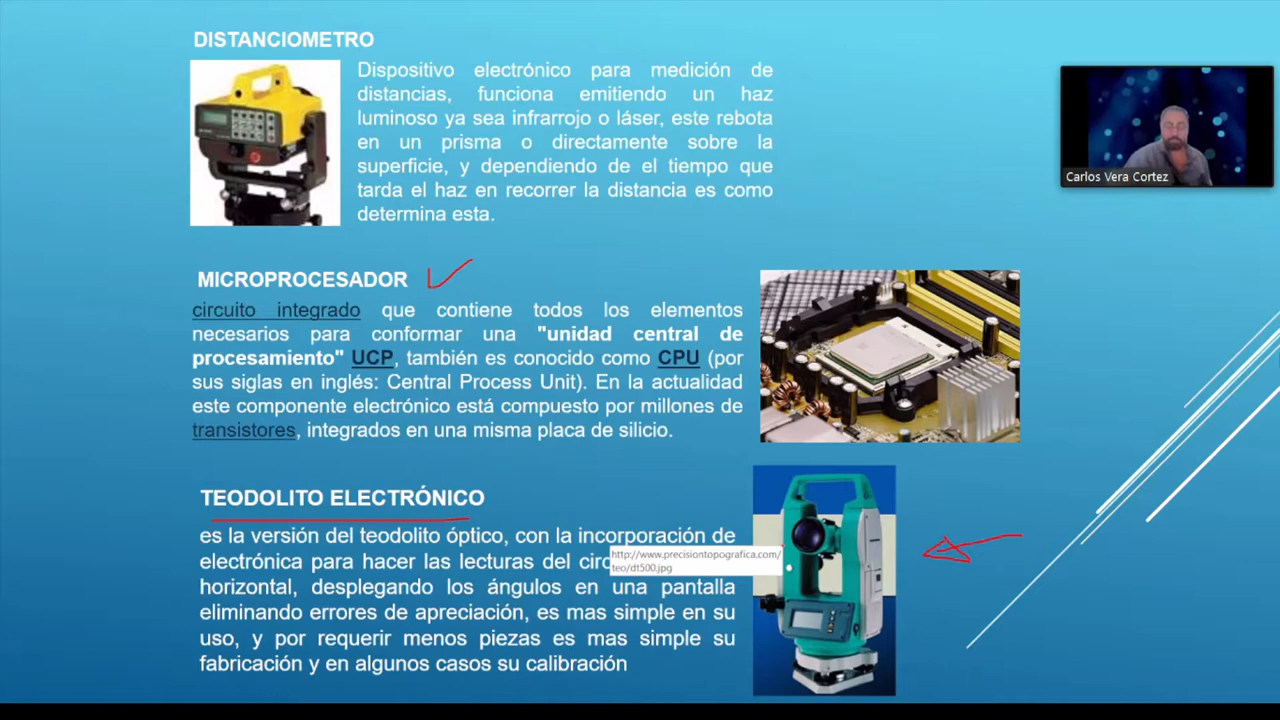 DISTANCIOMETRO
Dispositivo electrónico para medición de
distancias, funciona emitiendo un haz
luminoso ya sea infrarrojo o láser, este rebota
en un prisma o directamente sobre la
superficie, y dependiendo de el tiempo que
tarda el haz en recorrer la distancia es como
determina esta.
Carlos Vera Cortez
MICROPROCESADOR
circuito integrado que contiene todos los elementos
necesarios para conformar una "unidad central de
procesamiento" UCP, también es conocido como CPU (por
sus siglas en inglés: Central Process Unit). En la actualidad
este componente electrónico está compuesto por millones de
transistores, integrados en una misma placa de silicio.
TEODOLITO ELECTRÓNICO
es la versión del teodolito óptico, con la incorporación de
electrónica para hacer las lecturas del
horizontal, desplegando los ángulos en una pantalla
eliminando errores de apreciación, es mas simple en su
uso, y por requerir menos piezas es mas simple su
fabricación y en algunos casos su calibración
http://www.precisiontopografica.com/
teo/dt500.jpg